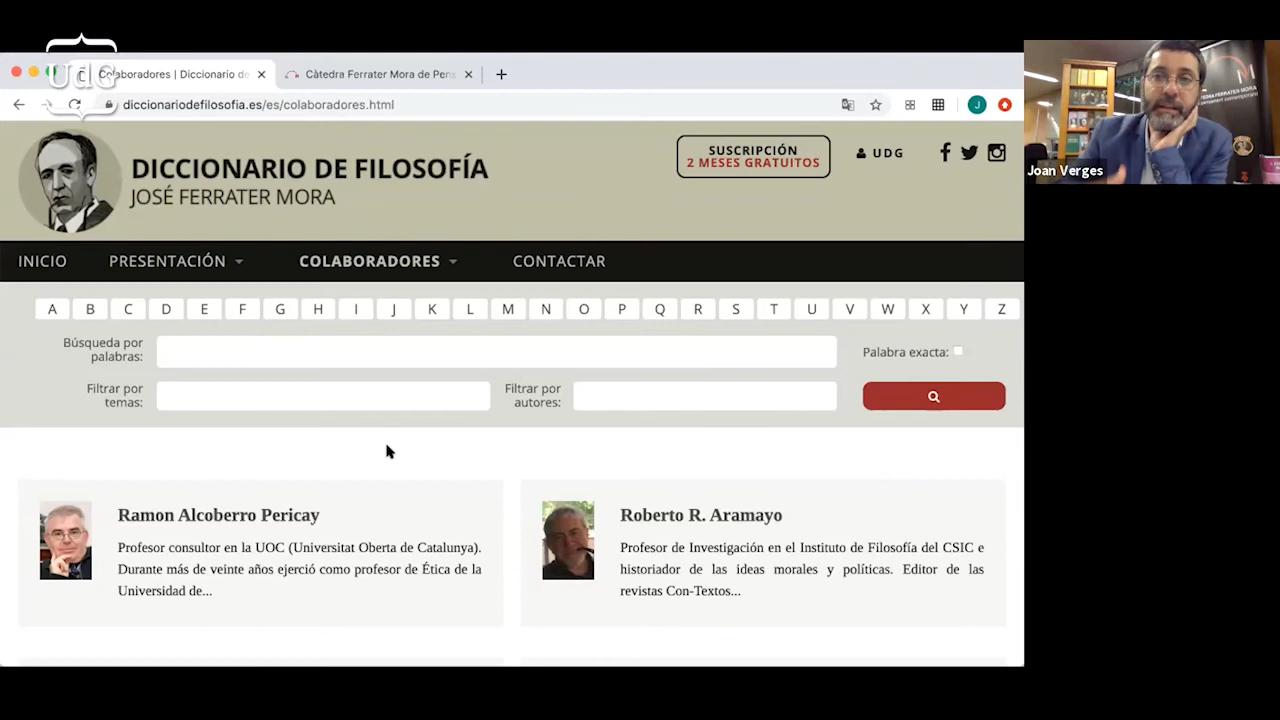 UdG
Colaboradores | Diccionario de
Càtedra Ferrater Mora de Pens
diccionariodefilosofia.es/es/colaboradores.html
J
DICCIONARIO DE FILOSOFÍA
JOSÉ FERRATER MORA
SUSCRIPCIÓN
2 MESES GRATUITOS
UDG
INICIO
PRESENTACIÓN
COLABORADORES
CONTACTAR
A B C D E F G H I J K L M N O P Q R S T U V W X Y Z
Búsqueda por
palabras:
Palabra exacta:
Filtrar por
temas:
Filtrar por
autores:
Ramon Alcoberro Pericay
Profesor consultor en la UOC (Universitat Oberta de Catalunya).
Durante más de veinte años ejerció como profesor de Ética de la
Universidad de...
Roberto R. Aramayo
Profesor de Investigación en el Instituto de Filosofía del CSIC e
historiador de las ideas morales y políticas. Editor de las
revistas Con-Textos...
CÀTEDRA FERRATER MORA
Joan Verges